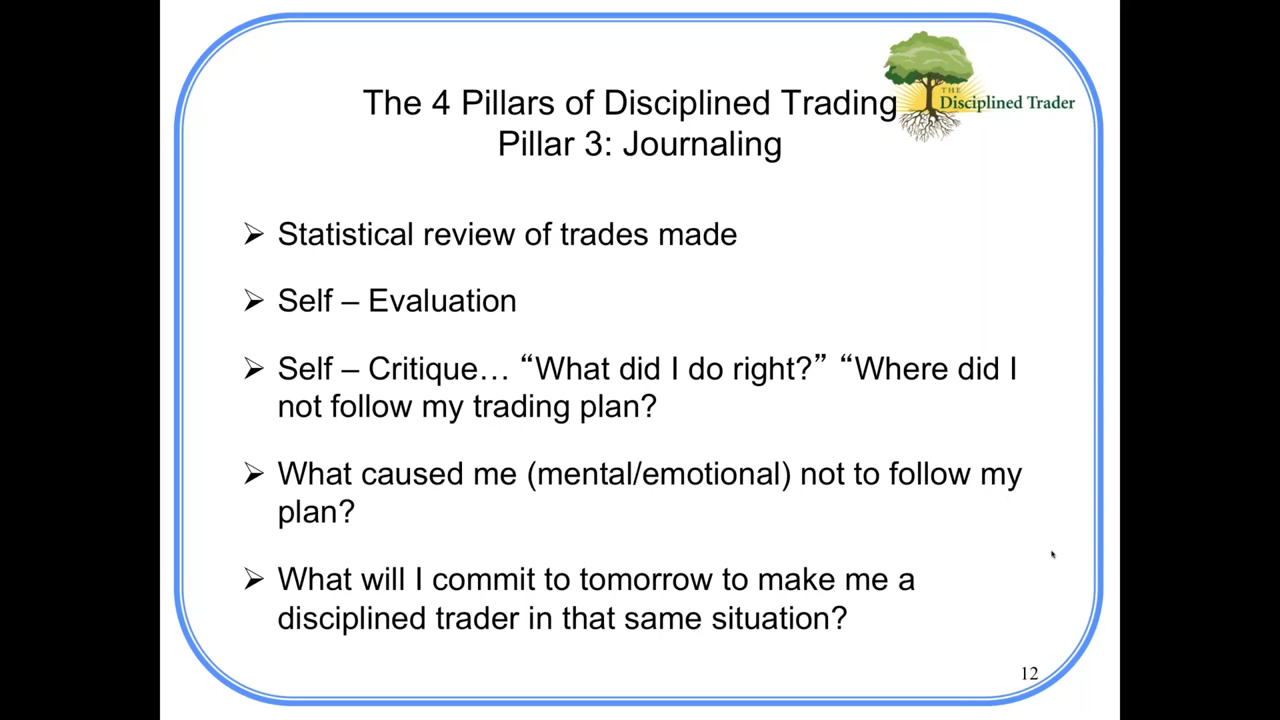 The 4 Pillars of Disciplined Trading
Pillar 3: Journaling
THE
Disciplined Trader
➢ Statistical review of trades made
➢ Self – Evaluation
➢ Self – Critique… “What did I do right?” “Where did I
not follow my trading plan?
➢ What caused me (mental/emotional) not to follow my
plan?
➢ What will I commit to tomorrow to make me a
disciplined trader in that same situation?
12